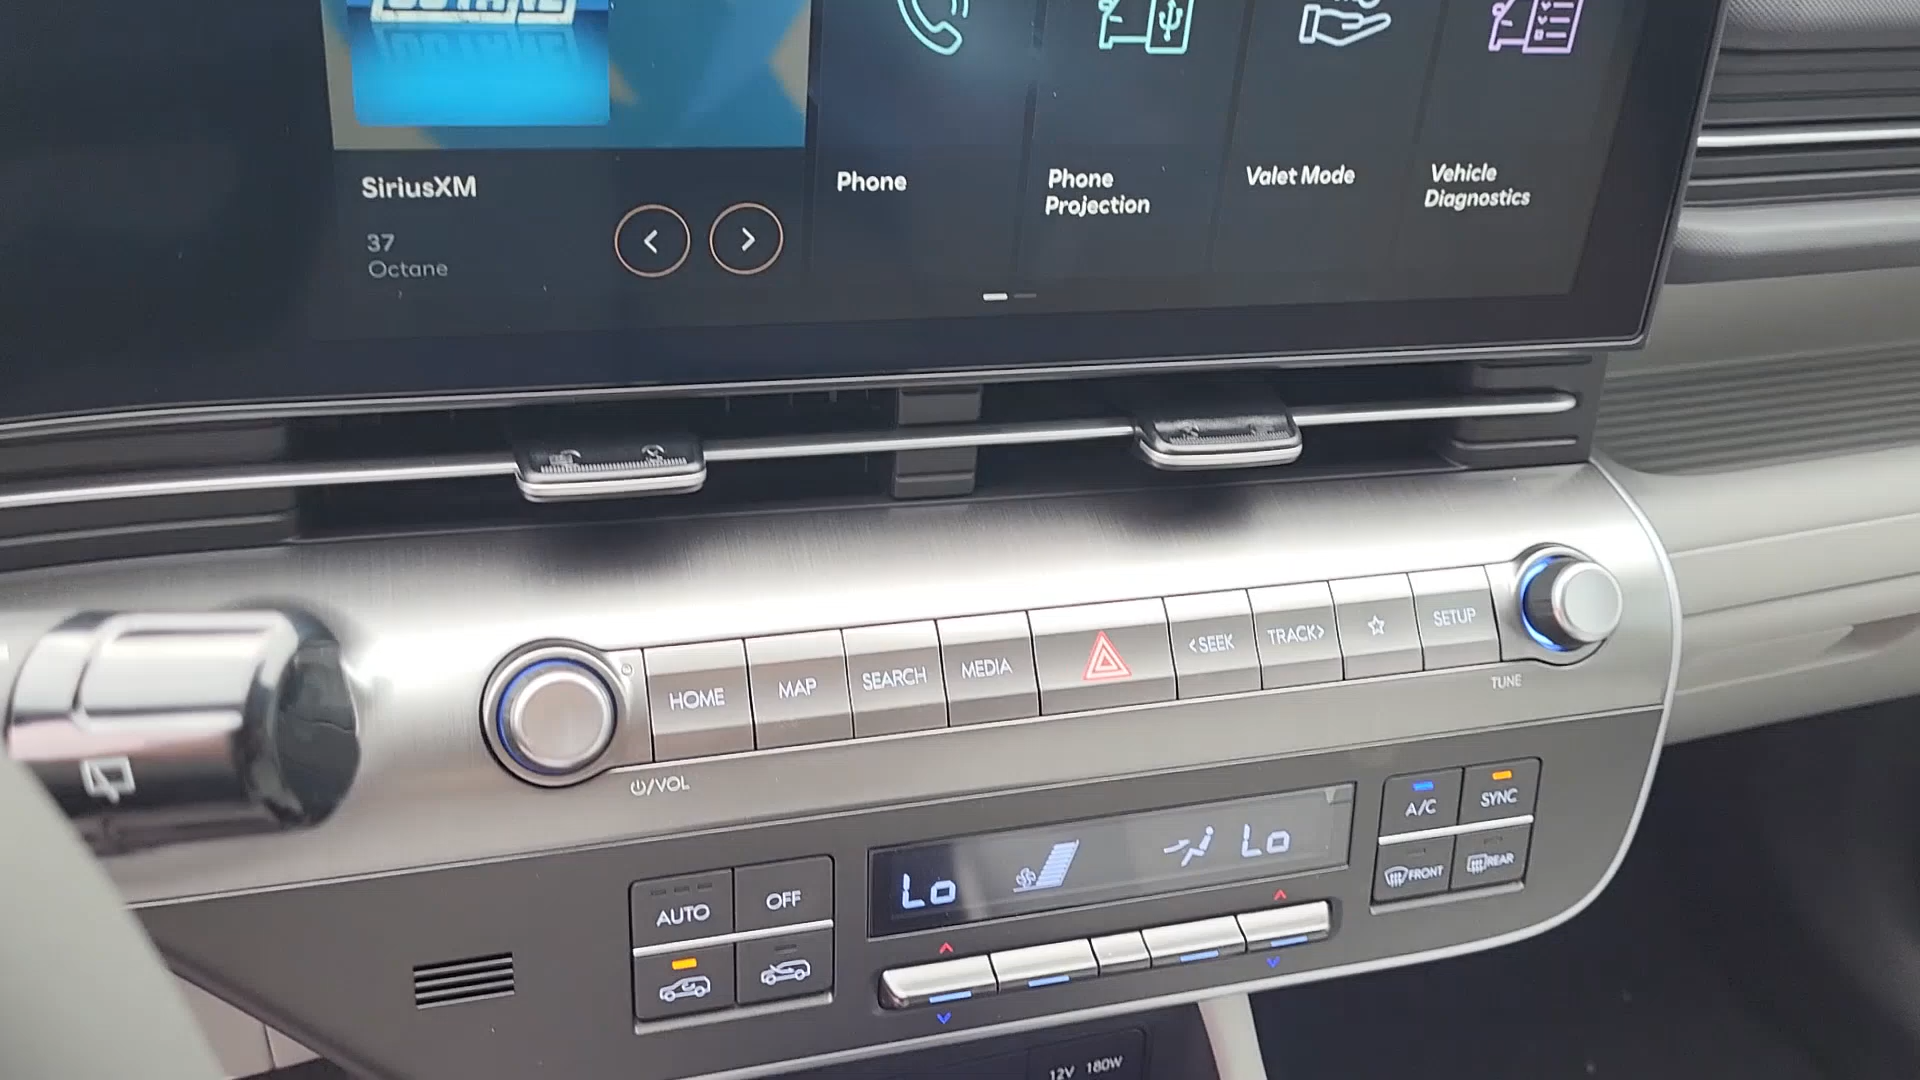 OCTANE
SiriusXM
37
Octane
Phone
Phone
Projection
Valet Mode
Vehicle
Diagnostics
HOME
MAP
SEARCH
MEDIA
<SEEK
TRACK>
SETUP
TUNE
/VOL
AUTO
OFF
Lo
Lo
A/C
SYNC
FRONT
REAR
12V 180W